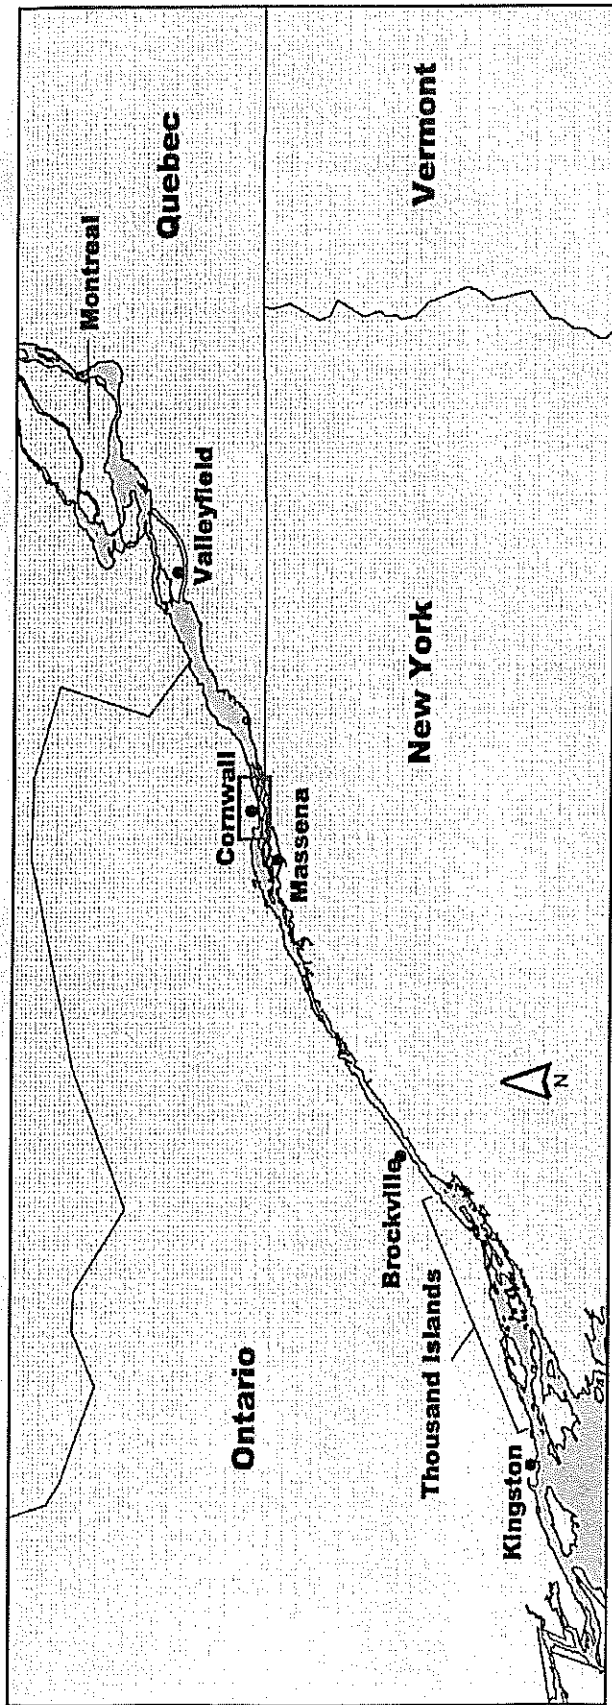 Montreal
Quebec
Valleyfield
Vermont
Cornwall
Massena
New York
Ontario
Brockville
Thousand Islands
Kingston
N